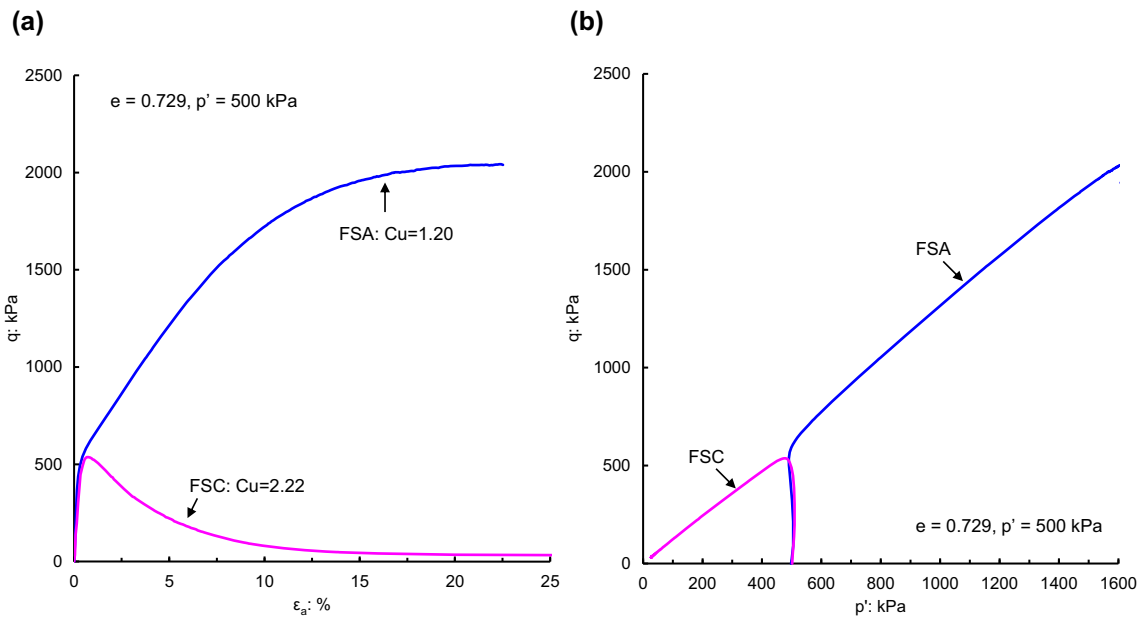 (a)
2500
2000
1500
1000
500
0
q: kPa
e = 0.729, p’ = 500 kPa
FSA: Cu=1.20
FSC: Cu=2.22
0
5
10
15
20
25
εa: %
(b)
2500
2000
1500
1000
500
0
q: kPa
FSA
FSC
e = 0.729, p’ = 500 kPa
0
200
400
600
800
1000
1200
1400
1600
p': kPa